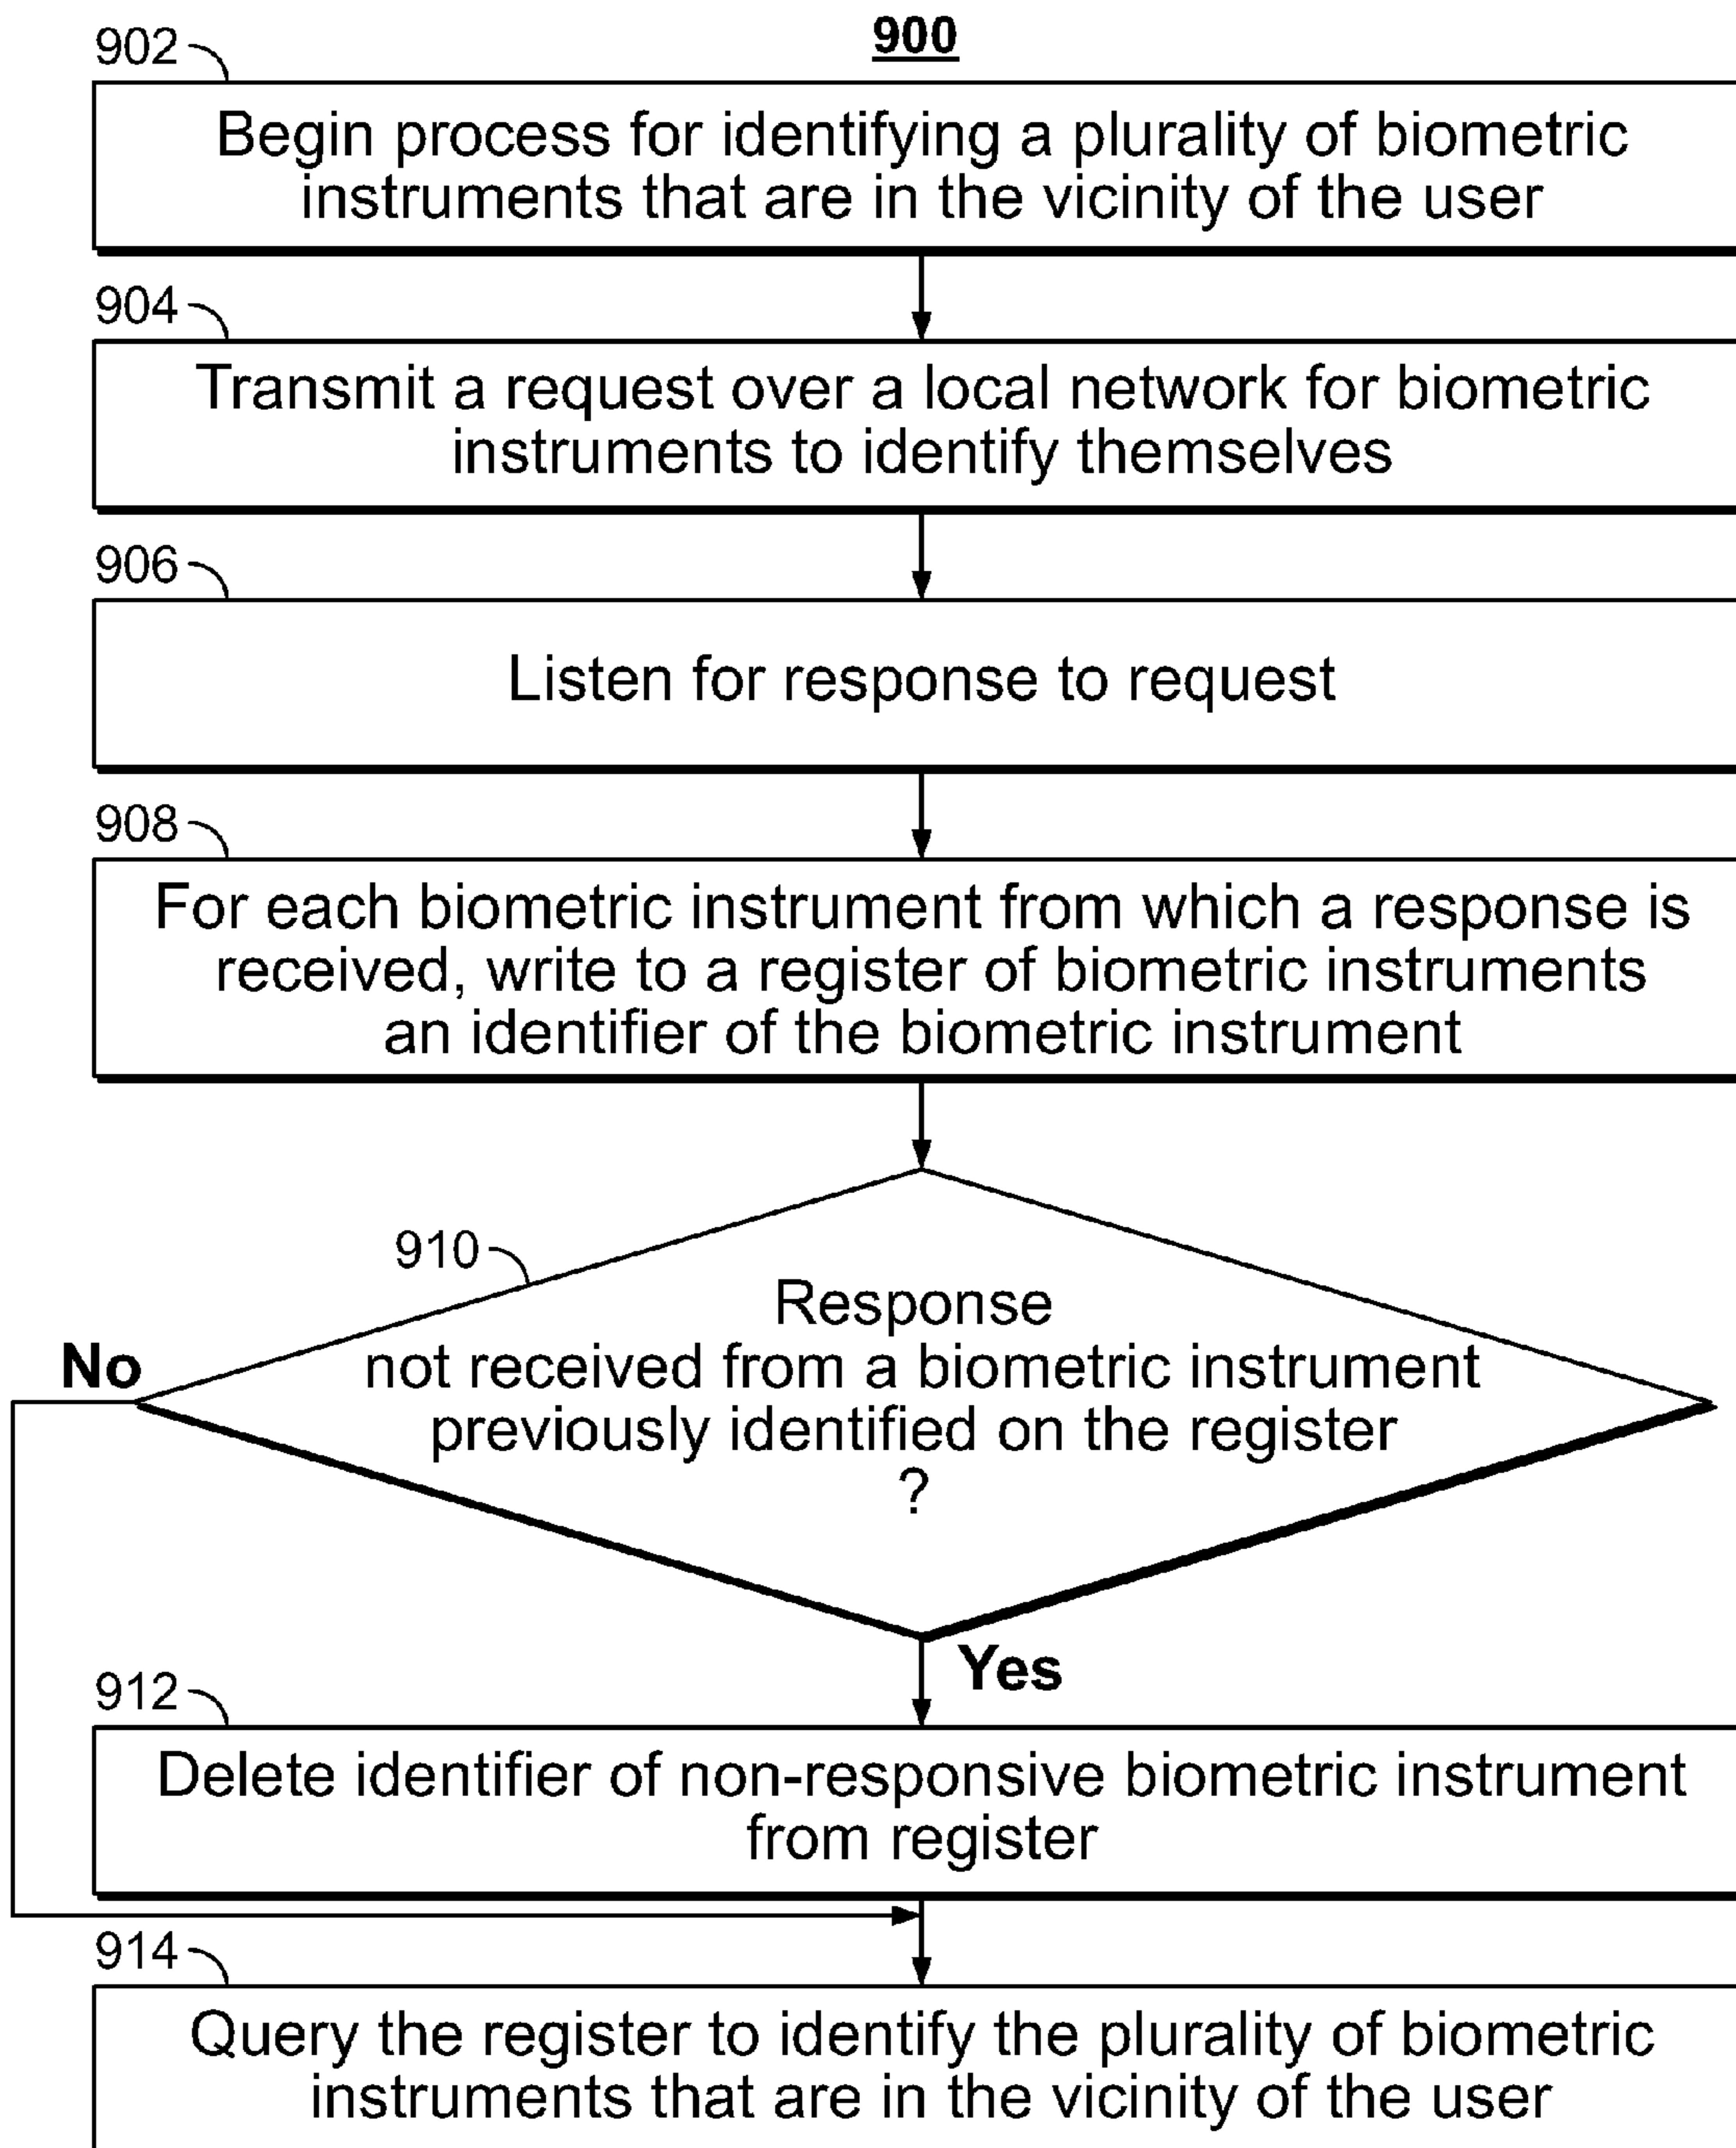 900
902
Begin process for identifying a plurality of biometric
instruments that are in the vicinity of the user
904
Transmit a request over a local network for biometric
instruments to identify themselves
906
Listen for response to request
908
For each biometric instrument from which a response is
received, write to a register of biometric instruments
an identifier of the biometric instrument
910
Response
not received from a biometric instrument
previously identified on the register
?
No
Yes
912
Delete identifier of non-responsive biometric instrument
from register
914
Query the register to identify the plurality of biometric
instruments that are in the vicinity of the user